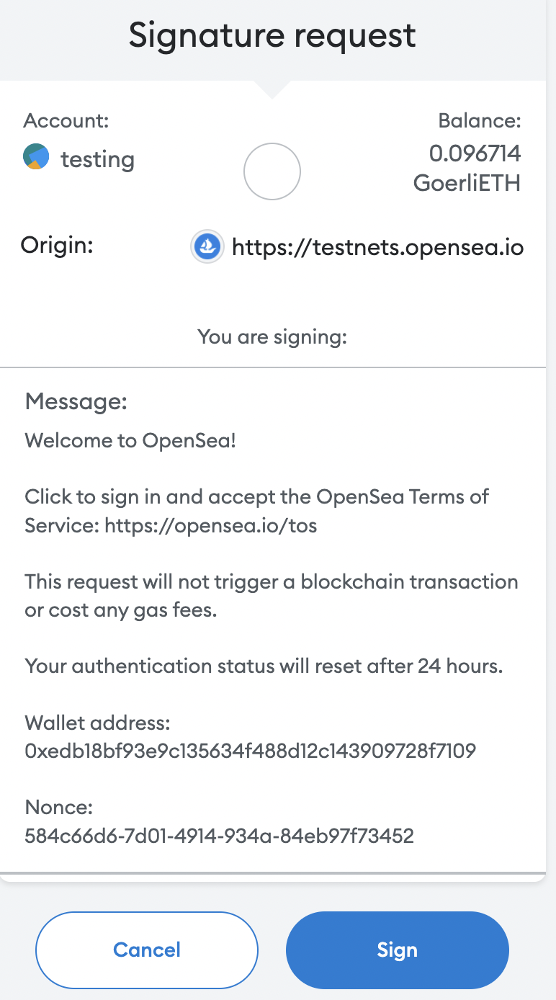 Signature request
Account:
Balance:
testing
0.096714
GoerliETH
Origin:
https://testnets.opensea.io
You are signing:
Message:
Welcome to OpenSea!
Click to sign in and accept the OpenSea Terms of
Service: https://opensea.io/tos
This request will not trigger a blockchain transaction
or cost any gas fees.
Your authentication status will reset after 24 hours.
Wallet address:
0xedb18bf93e9c135634f488d12c143909728f7109
Nonce:
584c66d6-7d01-4914-934a-84eb97f73452
Cancel
Sign